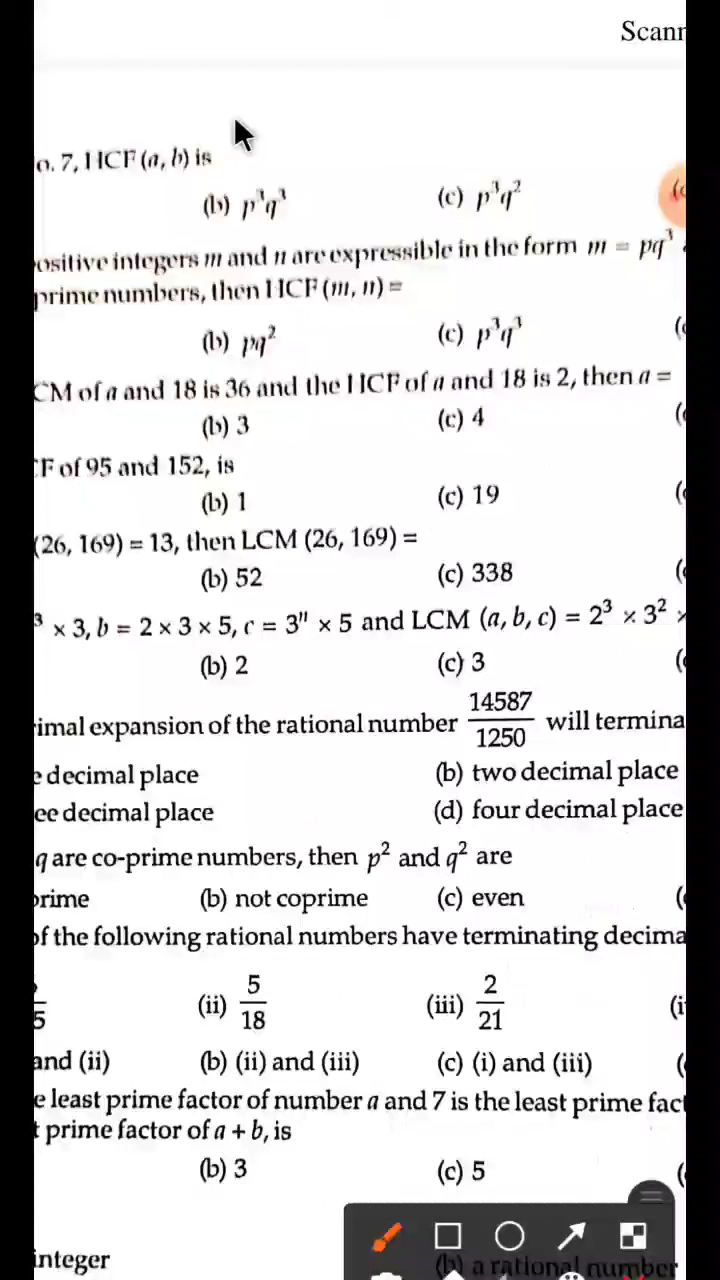 Scann
o. 7, HCF (a, b) is
(b) p³q³ (c) p³q²
ositive integers m and n are expressible in the form m = pq³
prime numbers, then HCF (m, n) =
(b) pq² (c) p³q³ (
CM of a and 18 is 36 and the HCF of a and 18 is 2, then a =
(b) 3 (c) 4 (
F of 95 and 152, is
(b) 1 (c) 19 (
(26, 169) = 13, then LCM (26, 169) =
(b) 52 (c) 338 (
³ × 3, b = 2 × 3 × 5, c = 3ⁿ × 5 and LCM (a, b, c) = 2³ × 3² ×
(b) 2 (c) 3 (
imal expansion of the rational number 14587/1250 will termina
e decimal place (b) two decimal place
ee decimal place (d) four decimal place
q are co-prime numbers, then p² and q² are
prime (b) not coprime (c) even (
of the following rational numbers have terminating decima
5 (ii) 5/18 (iii) 2/21 (i
and (ii) (b) (ii) and (iii) (c) (i) and (iii) (
e least prime factor of number a and 7 is the least prime fact
t prime factor of a + b, is
(b) 3 (c) 5 (
integer (b) a rational number